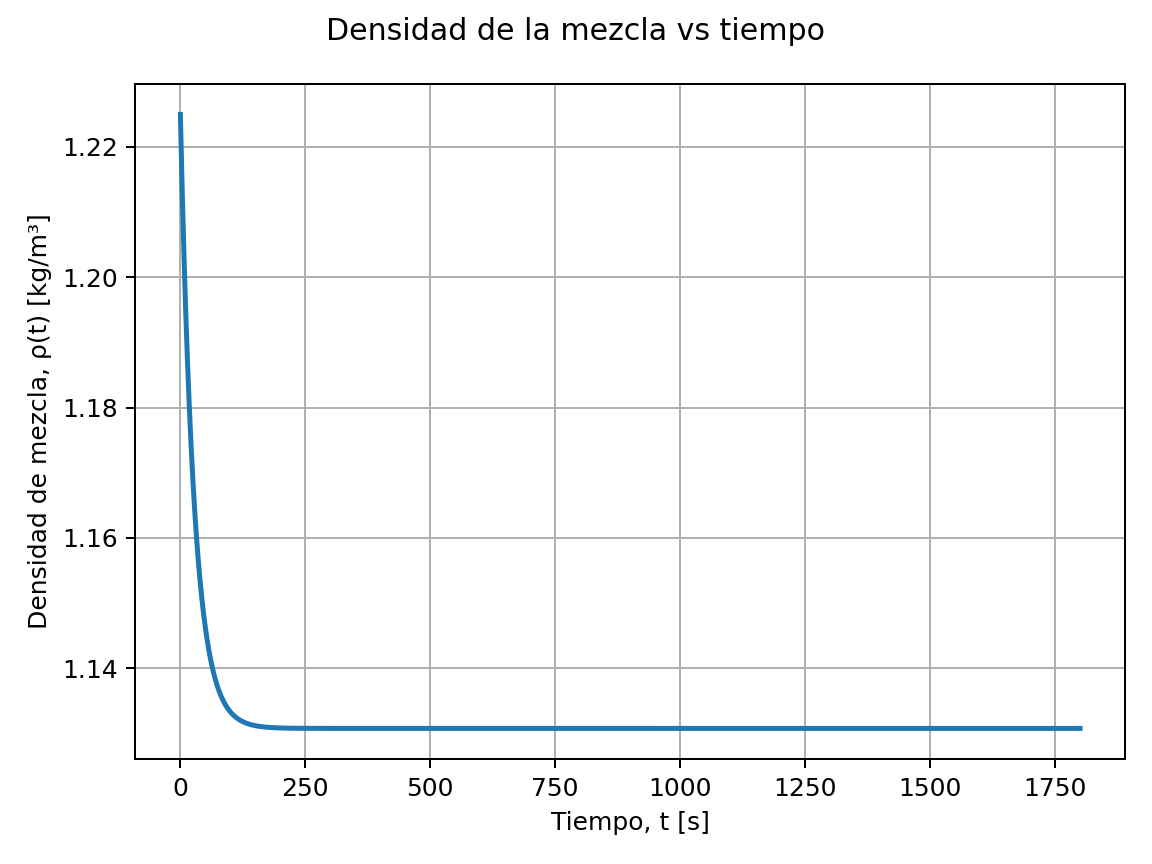 Densidad de la mezcla vs tiempo
Densidad de mezcla, ρ(t) [kg/m³]
1.22
1.20
1.18
1.16
1.14
0 250 500 750 1000 1250 1500 1750
Tiempo, t [s]